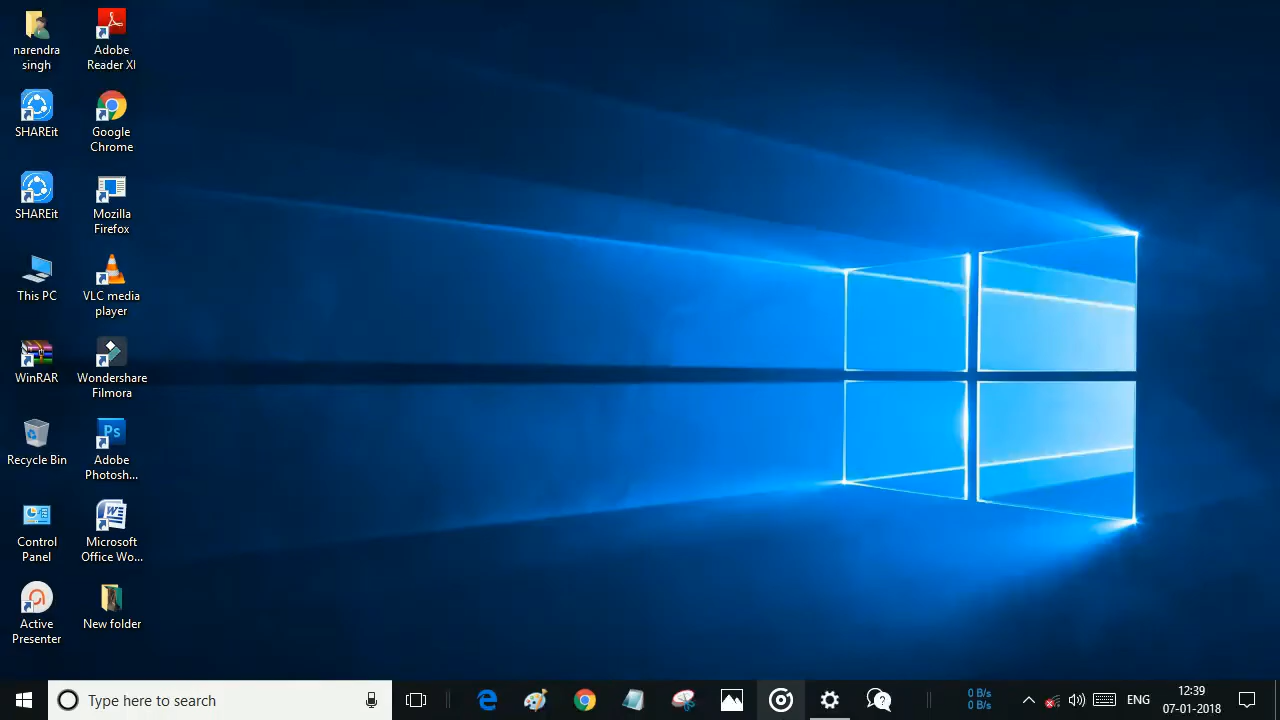 narendra
singh
Adobe
Reader XI
SHAREit
Google
Chrome
SHAREit
Mozilla
Firefox
This PC
VLC media
player
WinRAR
Wondershare
Filmora
Recycle Bin
Ps
Adobe
Photosh...
Control
Panel
Microsoft
Office Wo...
Active
Presenter
New folder
Type here to search
0 B/s
0 B/s
ENG
12:39
07-01-2018